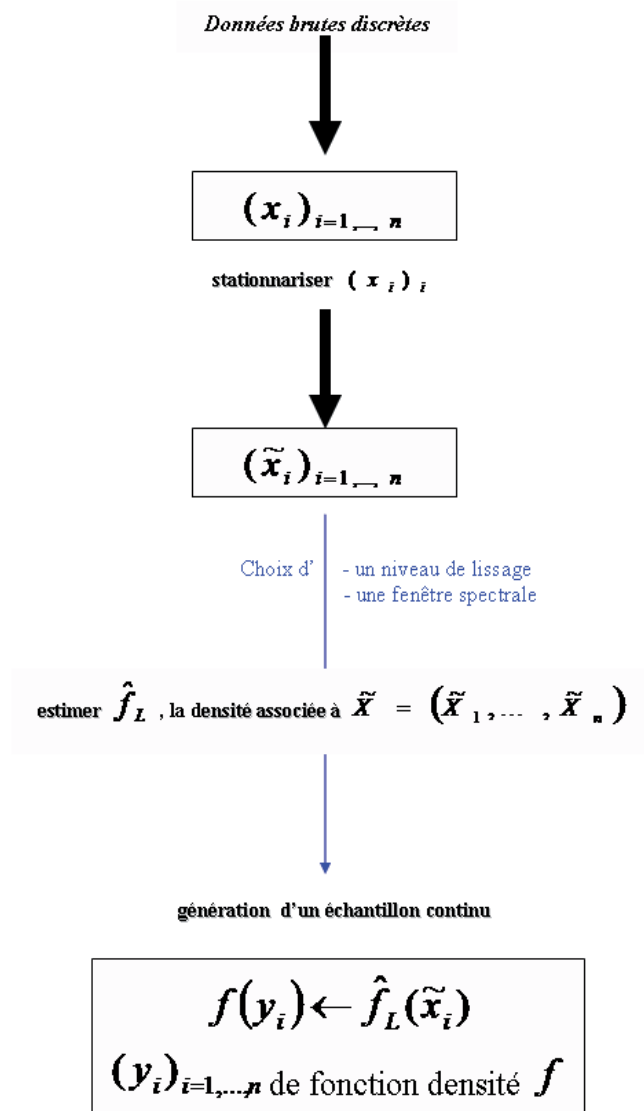 Données brutes discrètes
(x_i)_{i=1,..., n}
stationnariser (x_i)_i
(x̃_i)_{i=1,..., n}
Choix d' - un niveau de lissage
- une fenêtre spectrale
estimer f̂_L , la densité associée à X̃ = (X̃_1 , ... , X̃_n)
génération d'un échantillon continu
f(y_i) ← f̂_L(x̃_i)
(y_i)_{i=1,...,n} de fonction densité f